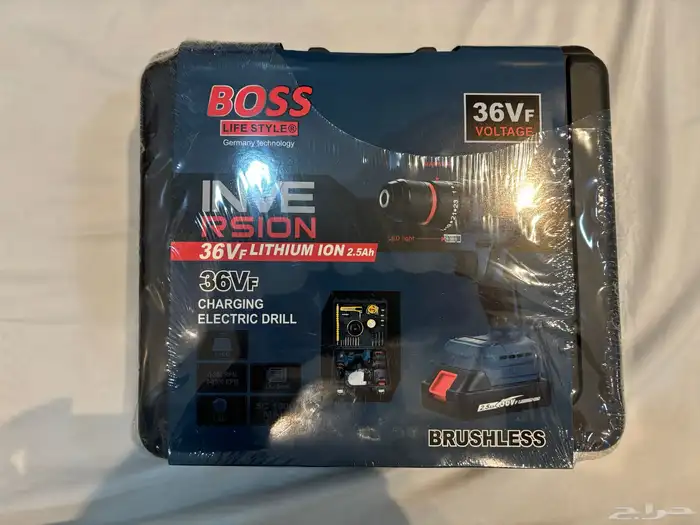 BOSS
LIFE STYLE®
Germany technology
36VF
VOLTAGE
INVE
RSION
36VF LITHIUM ION 2.5Ah
36VF
CHARGING
ELECTRIC DRILL
LED light
BRUSHLESS
حراج